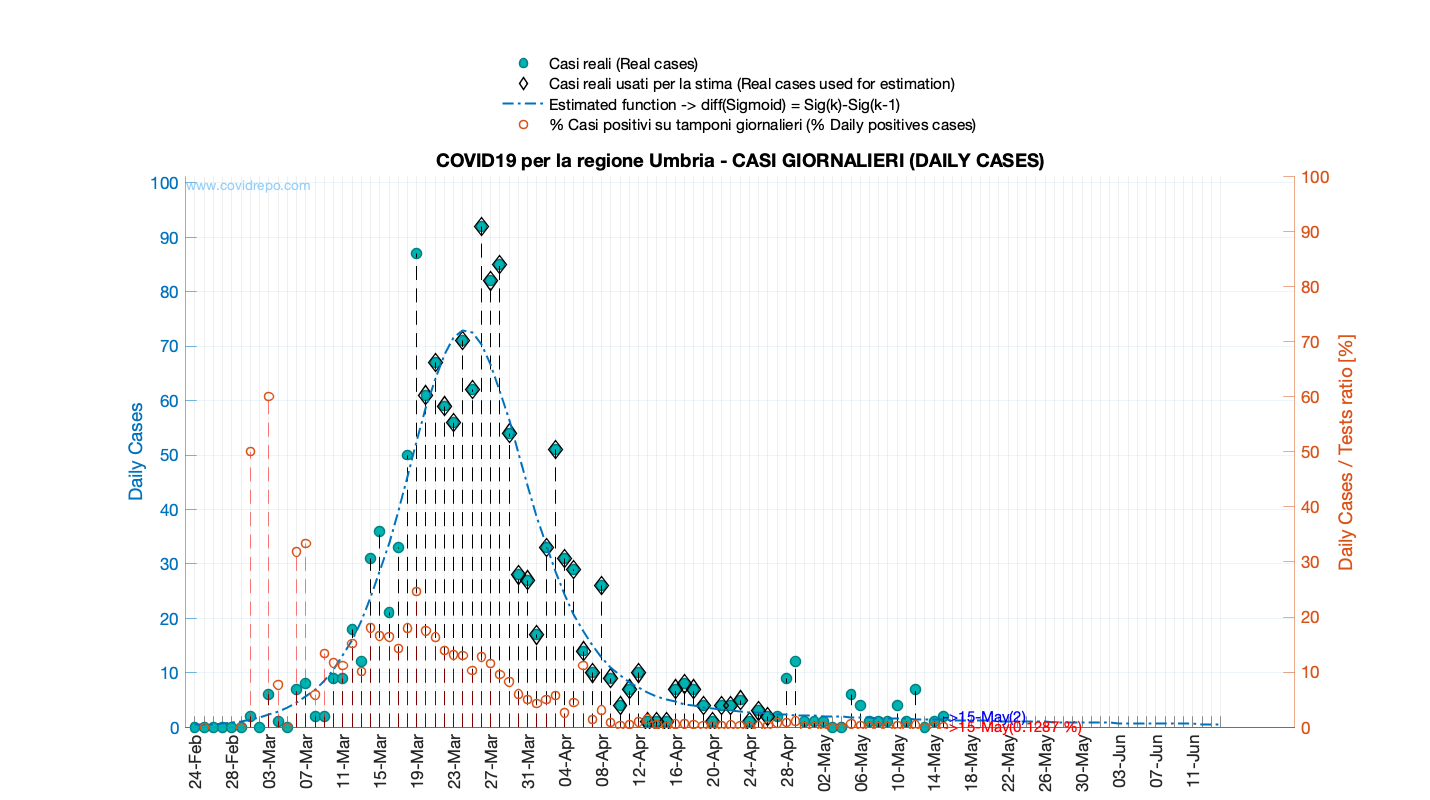 Casi reali (Real cases)
Casi reali usati per la stima (Real cases used for estimation)
Estimated function -> diff(Sigmoid) = Sig(k)-Sig(k-1)
% Casi positivi su tamponi giornalieri (% Daily positives cases)
COVID19 per la regione Umbria - CASI GIORNALIERI (DAILY CASES)
www.covidrepo.com
Daily Cases
100
90
80
70
60
50
40
30
20
10
0
Daily Cases / Tests ratio [%]
100
90
80
70
60
50
40
30
20
10
0
->15-May(2)
->15-May(0.1287 %)
24-Feb
28-Feb
03-Mar
07-Mar
11-Mar
15-Mar
19-Mar
23-Mar
27-Mar
31-Mar
04-Apr
08-Apr
12-Apr
16-Apr
20-Apr
24-Apr
28-Apr
02-May
06-May
10-May
14-May
18-May
22-May
26-May
30-May
03-Jun
07-Jun
11-Jun